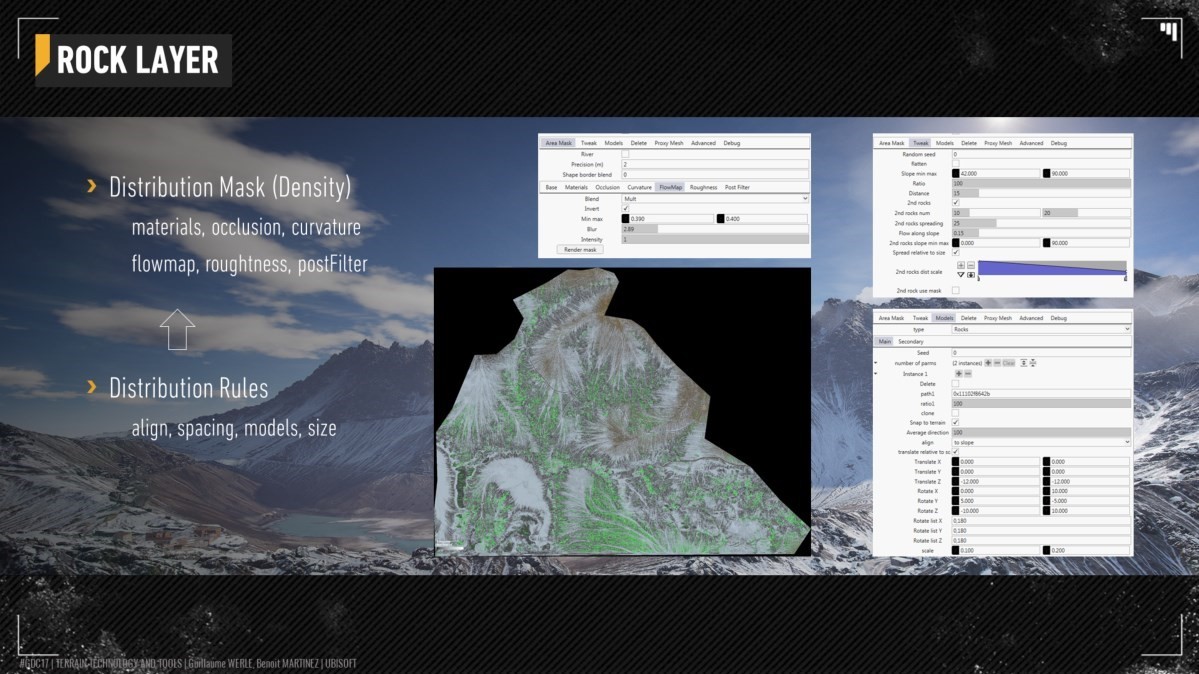 ROCK LAYER
Distribution Mask (Density)
materials, occlusion, curvature
flowmap, roughtness, postFilter
Distribution Rules
align, spacing, models, size
Area Mask Tweak Models Delete Proxy Mesh Advanced Debug
River
Precision (m) 2
Shape border blend 0
Base Materials Occlusion Curvature FlowMap Roughness Post Filter
Blend Mult
Invert
Min max 0.390 0.400
Blur 2.89
Intensity 1
Render mask
Area Mask Tweak Models Delete Proxy Mesh Advanced Debug
Random seed 0
Flatten
Slope min max 42.000 90.000
Ratio 100
Distance 15
2nd rocks
2nd rocks num 10 20
2nd rocks spreading 25
Flow along slope 0.15
2nd rocks slope min max 0.000 90.000
Spread relative to size
2nd rocks dist scale
2nd rock use mask
Area Mask Tweak Models Delete Proxy Mesh Advanced Debug
type Rocks
Main Secondary
Seed 0
number of parms (2 instances) Clear
Instance 1
Delete
path1 0x11102f8642b
ratio1 100
clone
Snap to terrain
Average direction 100
align to slope
translate relative to sc
Translate X 0.000 0.000
Translate Y 0.000 0.000
Translate Z -12.000 -12.000
Rotate X 0.000 10.000
Rotate Y 5.000 -5.000
Rotate Z -10.000 10.000
Rotate list X 0;180
Rotate list Y 0;180
Rotate list Z 0;180
scale 0.100 0.200
#GDC17 | TERRAIN TECHNOLOGY AND TOOLS | Guillaume WERLE, Benoit MARTINEZ | UBISOFT